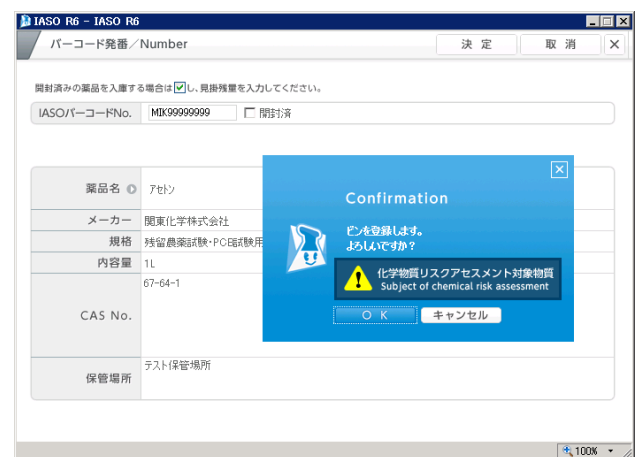 IASO R6 - IASO R6
バーコード発番／Number
決 定
取 消
開封済みの薬品を入庫する場合は☑し、見掛残量を入力してください。
IASOバーコードNo.
MIK99999999
開封済
薬品名
アセトン
メーカー
関東化学株式会社
規格
残留農薬試験・PCB試験用
内容量
1L
CAS No.
67-64-1
保管場所
テスト保管場所
Confirmation
ビンを登録します。
よろしいですか？
化学物質リスクアセスメント対象物質
Subject of chemical risk assessment
O K
キャンセル
100%